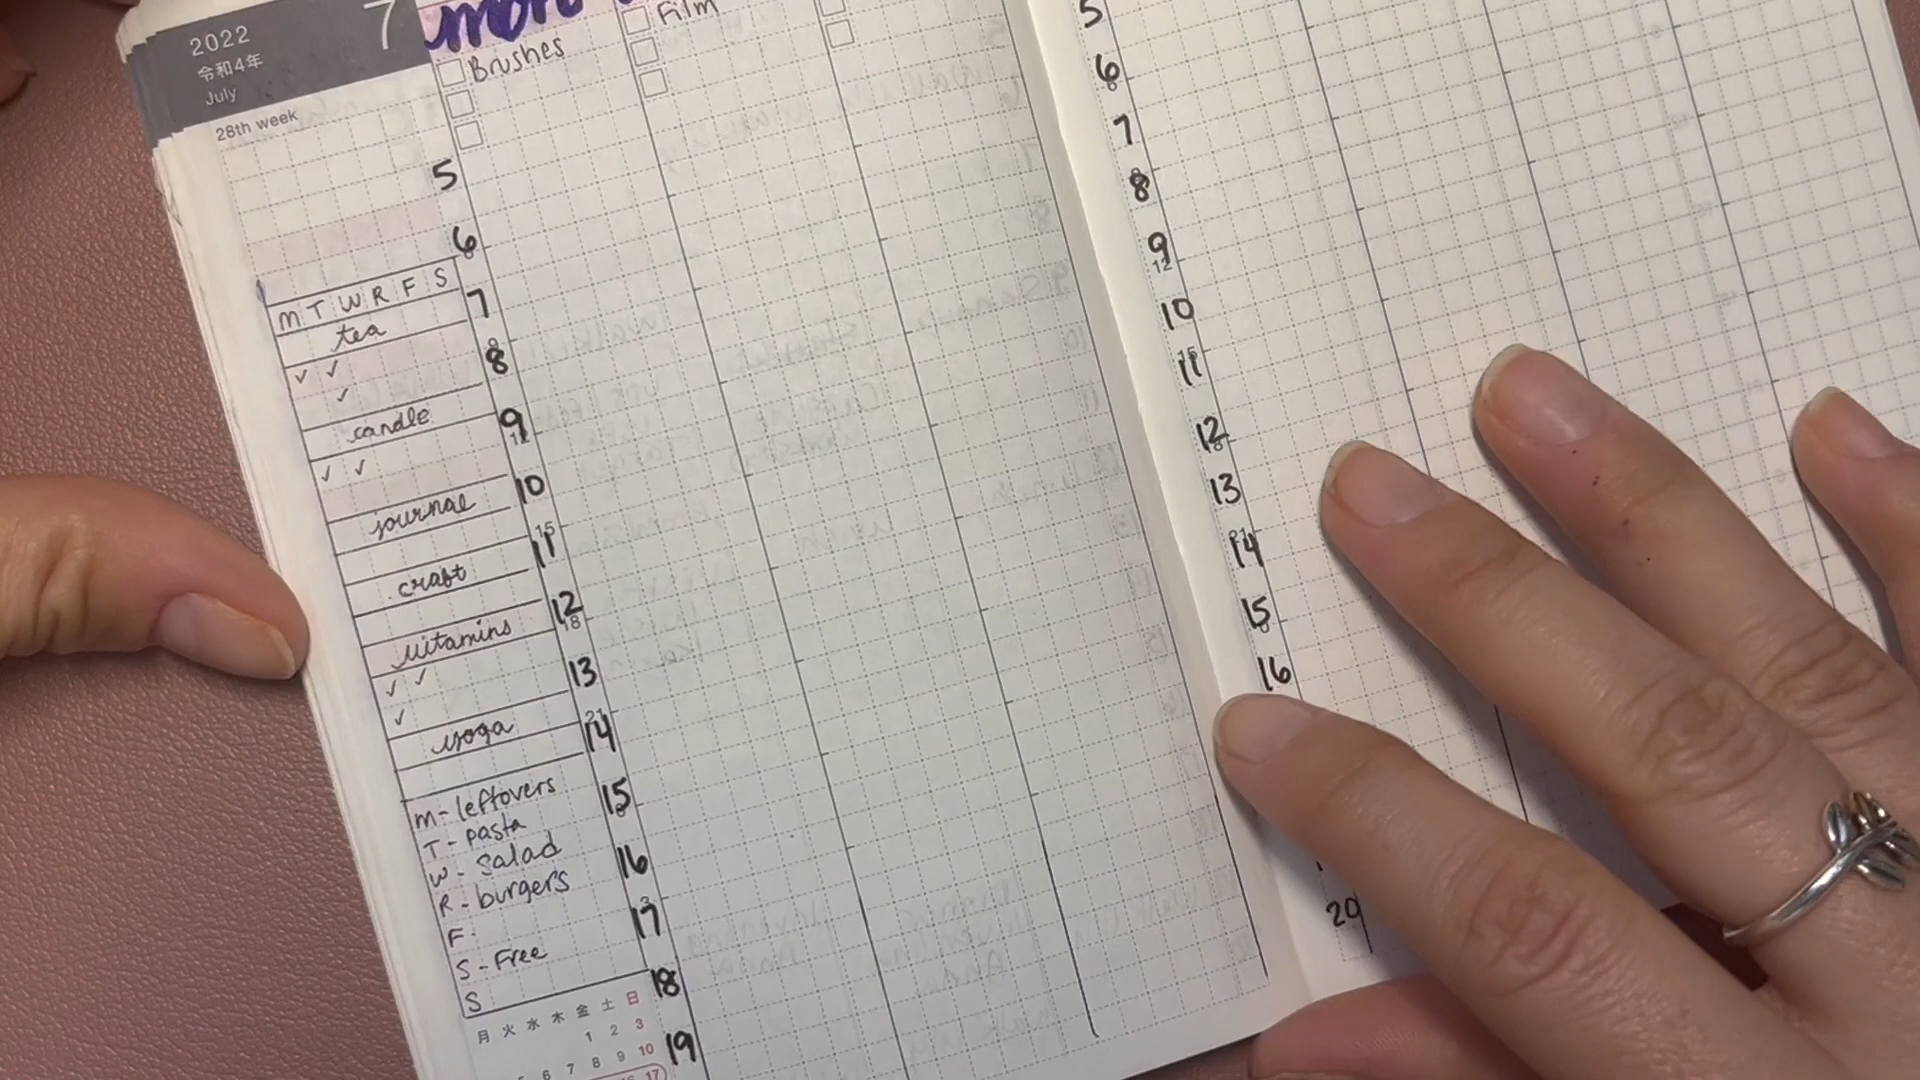 2022
令和4年
July
7
28th week
mon
Brushes
Film
5
6
M T W R F S
tea
✓ ✓
✓
candle
✓ ✓
journal
craft
vitamins
✓ ✓
✓
yoga
M- leftovers
T- pasta
W- salad
R- burgers
F-
S- Free
S
月 火 水 木 金 土 日
1 2 3
6 7 8 9 10
17
7
8
9
10
11
12
13
14
15
16
17
18
19
5
6
7
8
9
10
11
12
13
14
15
16
20